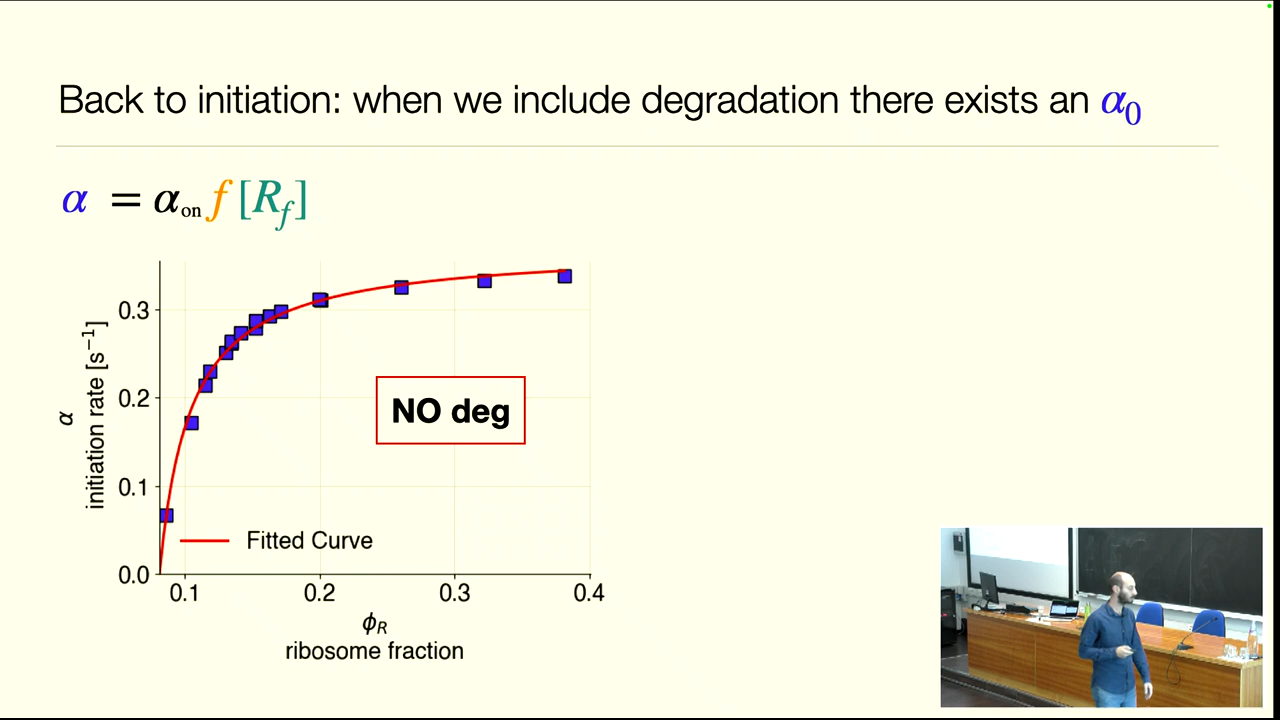 Back to initiation: when we include degradation there exists an α₀
α = α_on f [R_f]
0.3
0.2
0.1
0.0
α
initiation rate [s⁻¹]
NO deg
Fitted Curve
0.1 0.2 0.3 0.4
ϕ_R
ribosome fraction